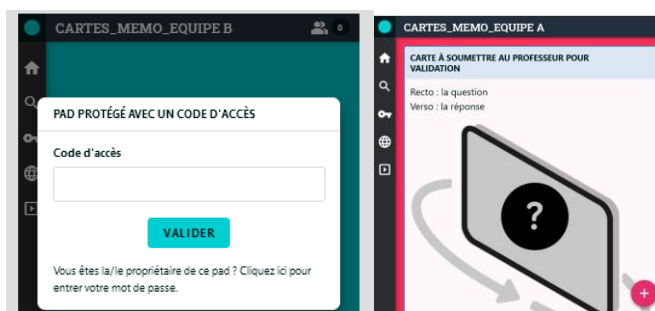 CARTES_MEMO_EQUIPE B
0
PAD PROTÉGÉ AVEC UN CODE D'ACCÈS
Code d'accès
VALIDER
Vous êtes la/le propriétaire de ce pad ? Cliquez ici pour
entrer votre mot de passe.
CARTES_MEMO_EQUIPE A
CARTE À SOUMETTRE AU PROFESSEUR POUR
VALIDATION
Recto : la question
Verso : la réponse
?
+